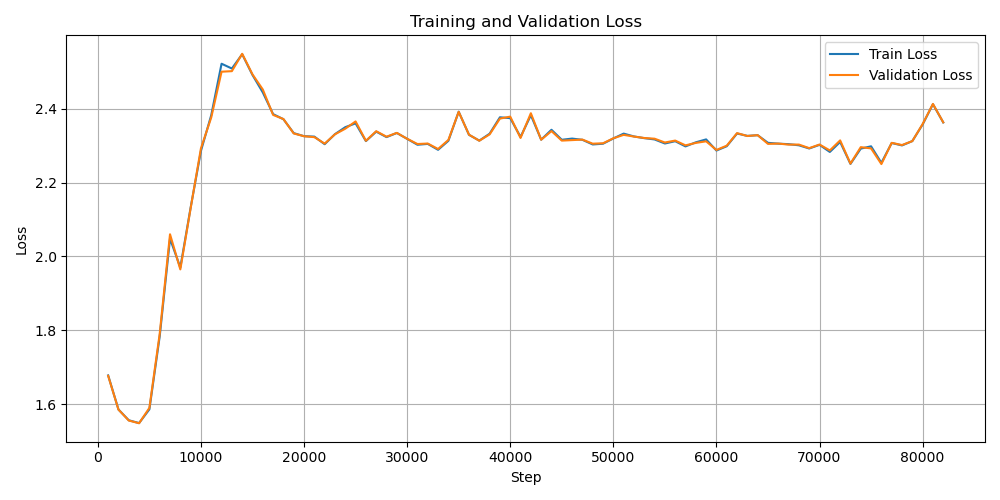 Training and Validation Loss
Train Loss
Validation Loss
Loss
2.4
2.2
2.0
1.8
1.6
0 10000 20000 30000 40000 50000 60000 70000 80000
Step